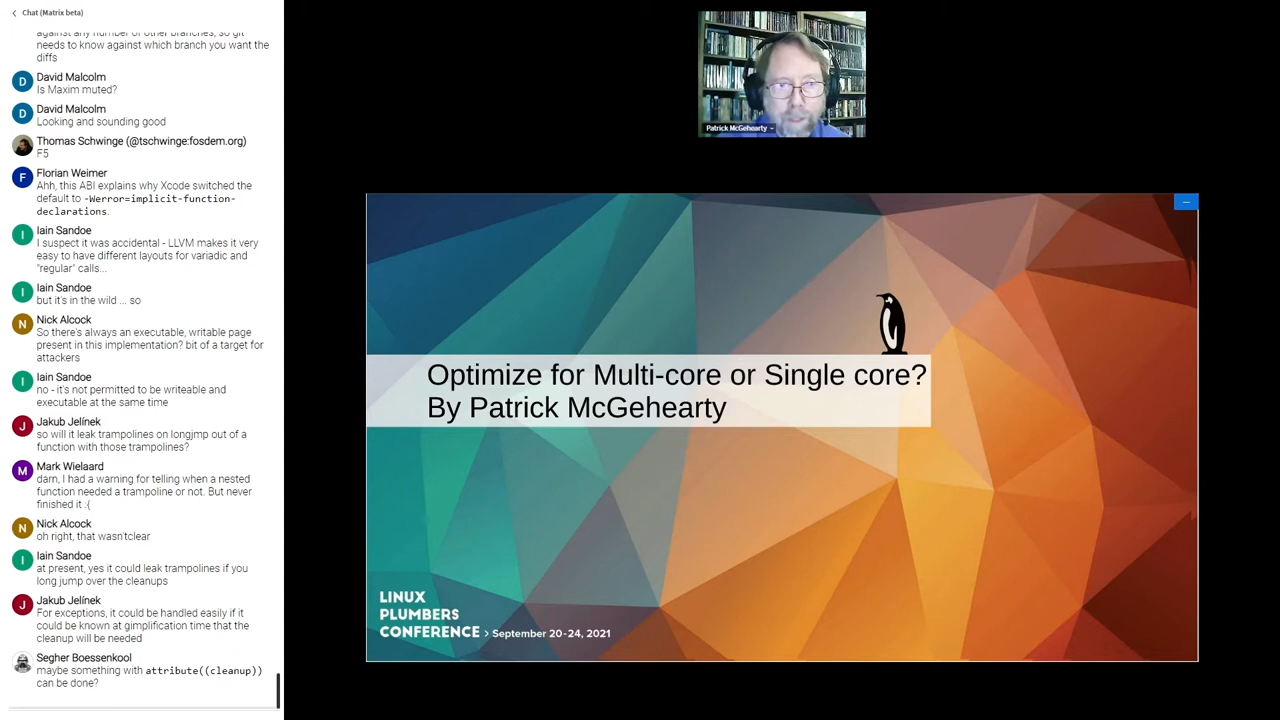 Chat (Matrix beta)
against any number of other branches, so git
needs to know against which branch you want the
diffs
David Malcolm
Is Maxim muted?
David Malcolm
Looking and sounding good
Thomas Schwinge (@tschwinge:fosdem.org)
F5
Florian Weimer
Ahh, this ABI explains why Xcode switched the
default to -Werror=implicit-function-
declarations.
Iain Sandoe
I suspect it was accidental - LLVM makes it very
easy to have different layouts for variadic and
"regular" calls...
Iain Sandoe
but it's in the wild ... so
Nick Alcock
So there's always an executable, writable page
present in this implementation? bit of a target for
attackers
Iain Sandoe
no - it's not permitted to be writeable and
executable at the same time
Jakub Jelínek
so will it leak trampolines on longjmp out of a
function with those trampolines?
Mark Wielaard
darn, I had a warning for telling when a nested
function needed a trampoline or not. But never
finished it :{
Nick Alcock
oh right, that wasn'tclear
Iain Sandoe
at present, yes it could leak trampolines if you
long jump over the cleanups
Jakub Jelínek
For exceptions, it could be handled easily if it
could be known at gimplification time that the
cleanup will be needed
Segher Boessenkool
maybe something with attribute((cleanup))
can be done?
D
D
F
I
I
N
I
J
M
N
I
J
Patrick McGehearty
Optimize for Multi-core or Single core?
By Patrick McGehearty
LINUX
PLUMBERS
CONFERENCE > September 20-24, 2021